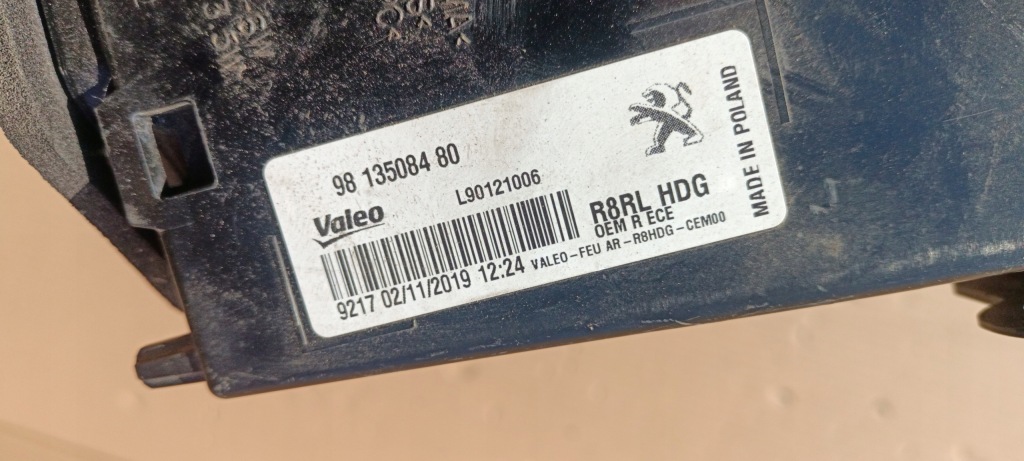 98 135084 80
Valeo
L90121006
R8RL HDG
OEM R ECE
9217 02/11/2019 12:24 VALEO-FEU AR-R8HDG-CEM00
MADE IN POLAND